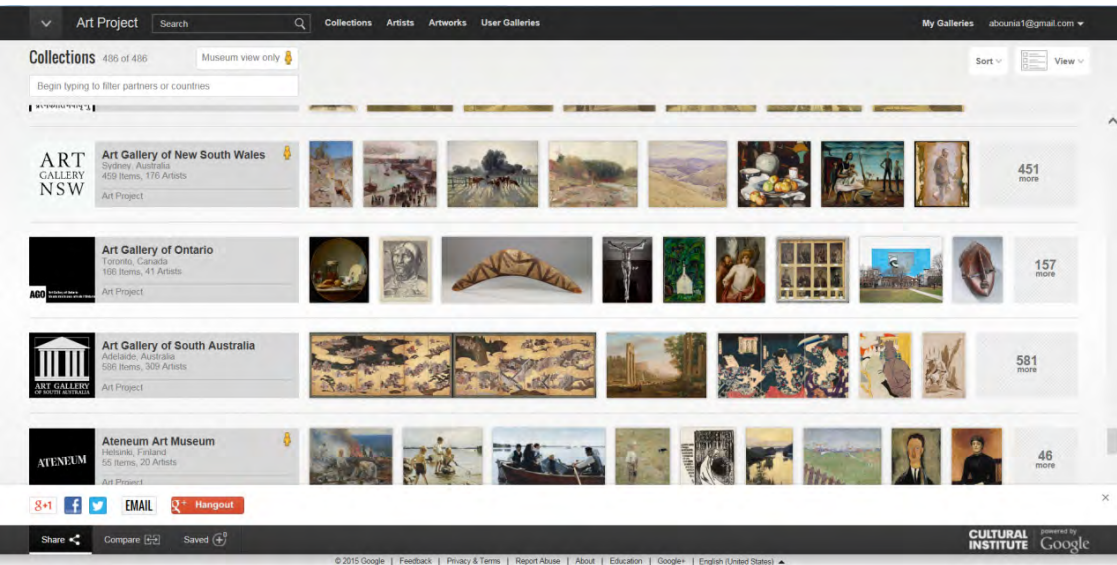 Art Project Search Collections Artists Artworks User Galleries My Galleries abounia1@gmail.com
Collections 486 of 486 Museum view only Sort View
Begin typing to filter partners or countries
ART
GALLERY
NSW
Art Gallery of New South Wales
Sydney, Australia
459 Items, 176 Artists
Art Project
451
more
AGO
Art Gallery of Ontario
Toronto, Canada
166 Items, 41 Artists
Art Project
157
more
ART GALLERY
OF SOUTH AUSTRALIA
Art Gallery of South Australia
Adelaide, Australia
586 Items, 309 Artists
Art Project
581
more
ATENEUM
Ateneum Art Museum
Helsinki, Finland
55 Items, 20 Artists
Art Project
46
more
g+1 EMAIL g+ Hangout
Share Compare Saved 0
CULTURAL
INSTITUTE
powered by
Google
© 2015 Google | Feedback | Privacy & Terms | Report Abuse | About | Education | Google+ | English (United States)